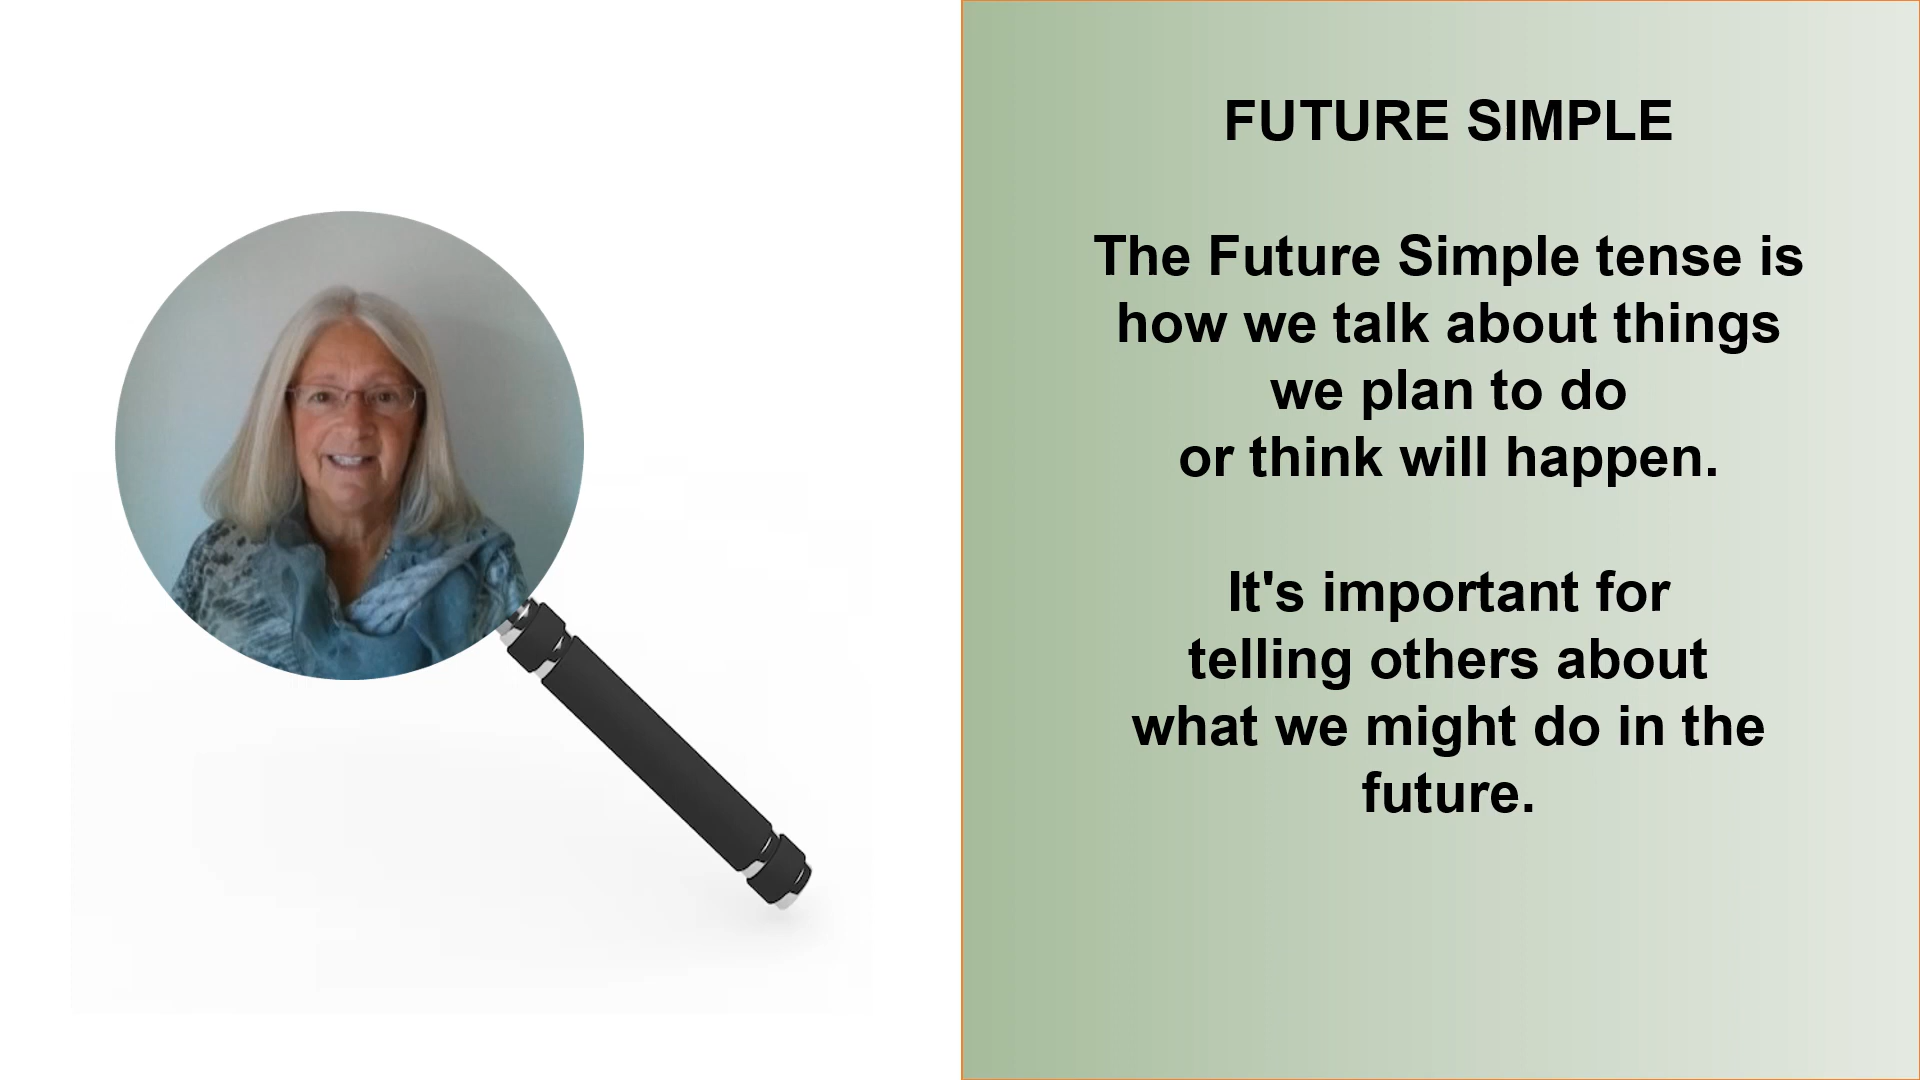 FUTURE SIMPLE
The Future Simple tense is
how we talk about things
we plan to do
or think will happen.
It's important for
telling others about
what we might do in the
future.